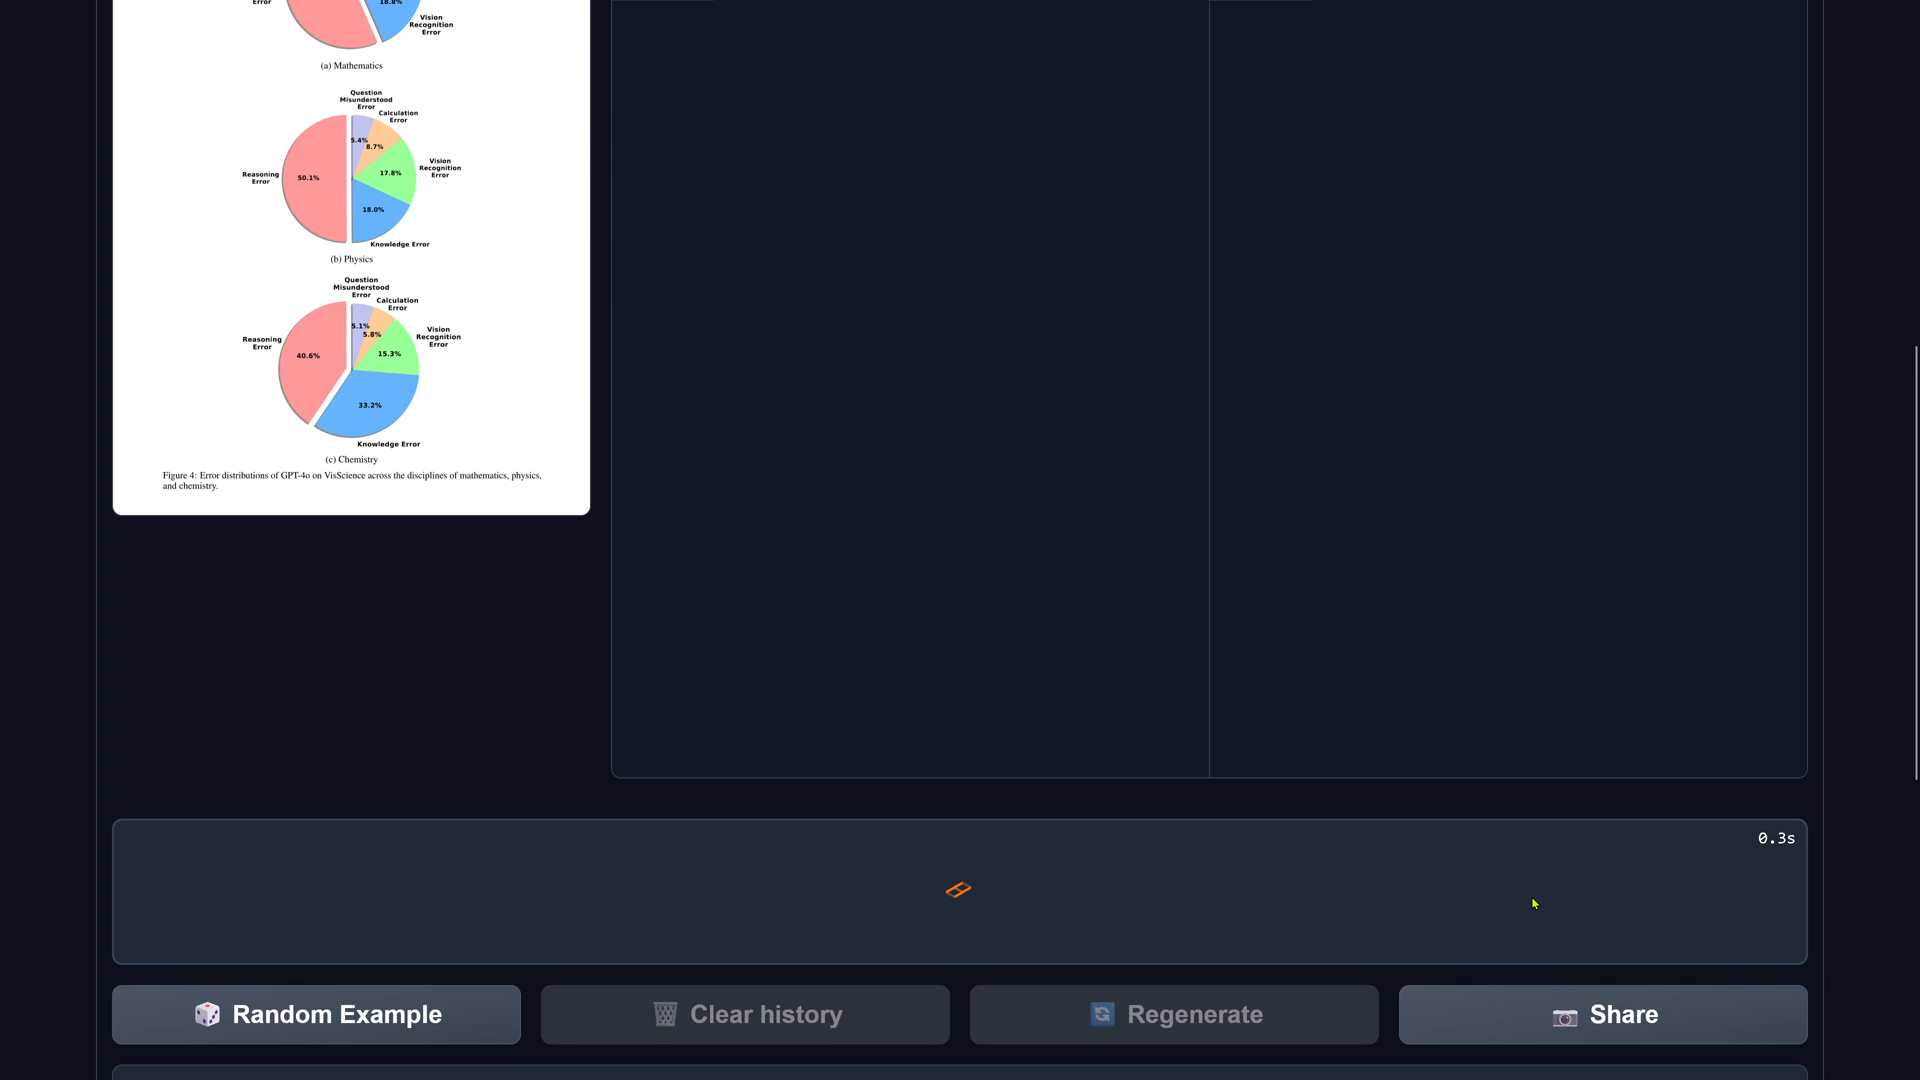 Error
18.8%
Vision
Recognition
Error
(a) Mathematics
Question
Misunderstood
Error
Calculation
Error
5.4%
8.7%
Vision
Recognition
Error
Reasoning
Error
50.1%
17.8%
18.0%
Knowledge Error
(b) Physics
Question
Misunderstood
Error
Calculation
Error
5.1%
5.8%
Vision
Recognition
Error
Reasoning
Error
40.6%
15.3%
33.2%
Knowledge Error
(c) Chemistry
Figure 4: Error distributions of GPT-4o on VisScience across the disciplines of mathematics, physics,
and chemistry.
0.3s
Random Example
Clear history
Regenerate
Share